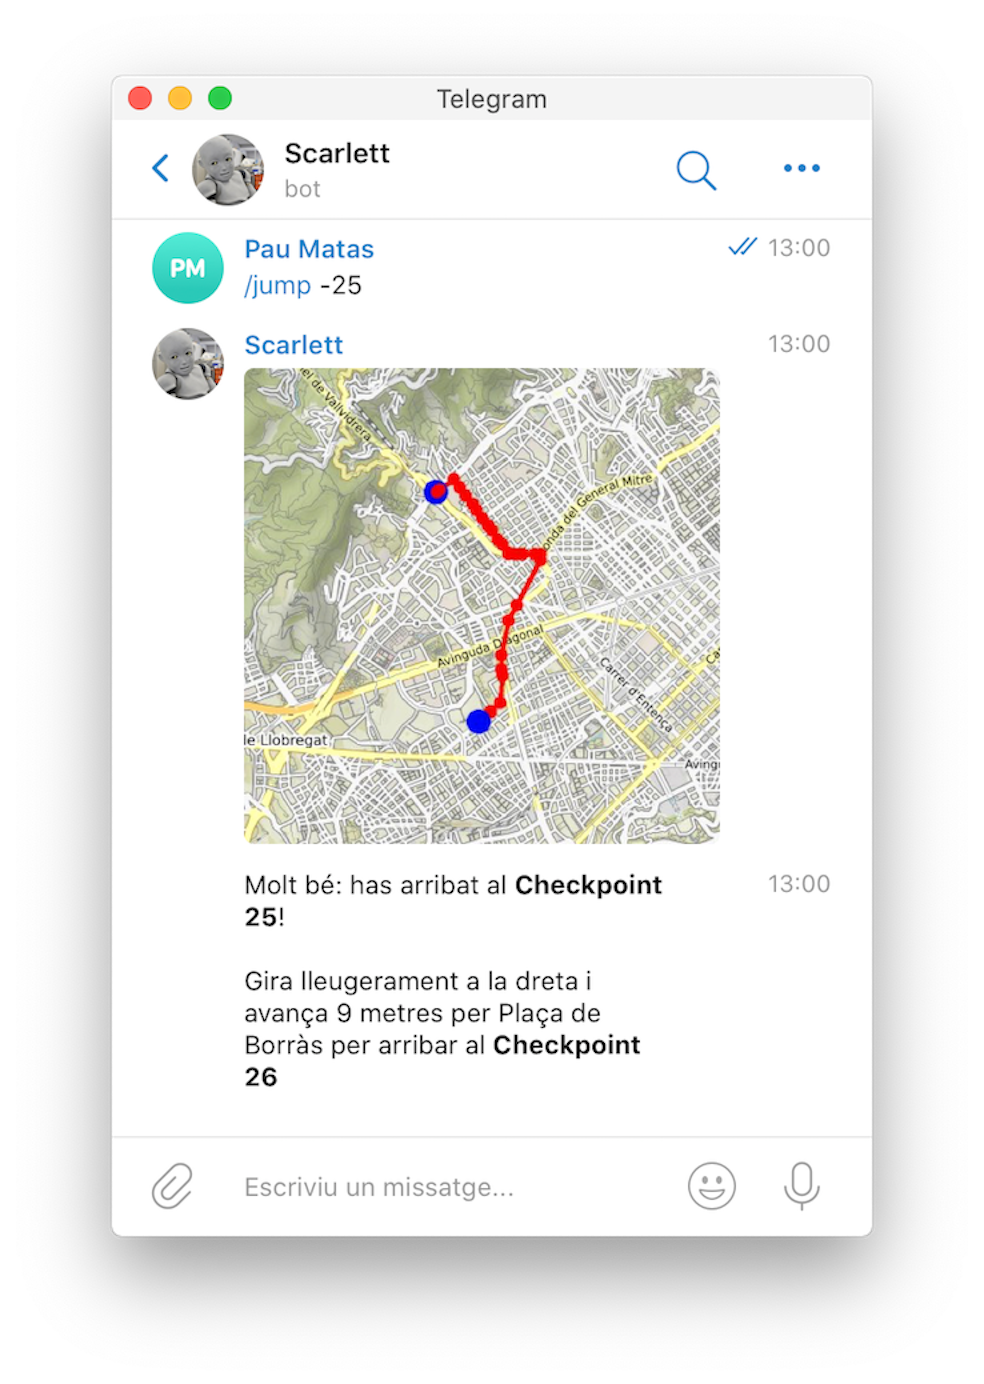 Telegram
Scarlett
bot
PM
Pau Matas
13:00
/jump -25
Scarlett
13:00
el de Vallvidrera
onda del General Mitre
Avinguda Diagonal
Carrer d'Entença
Ca
le Llobregat
Aving
Molt bé: has arribat al Checkpoint
13:00
25!
Gira lleugerament a la dreta i
avança 9 metres per Plaça de
Borràs per arribar al Checkpoint
26
Escriviu un missatge...